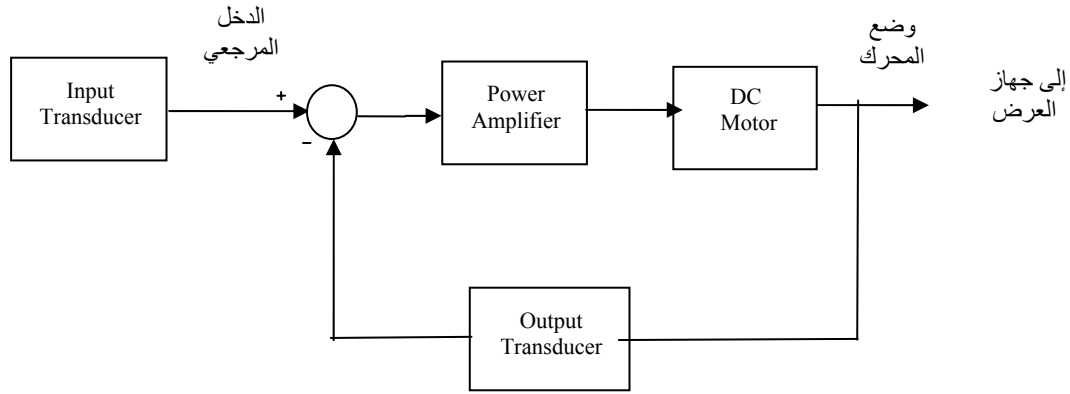 الدخل
المرجعي
وضع
المحرك
إلى جهاز
العرض
Input
Transducer
+
−
Power
Amplifier
DC
Motor
Output
Transducer